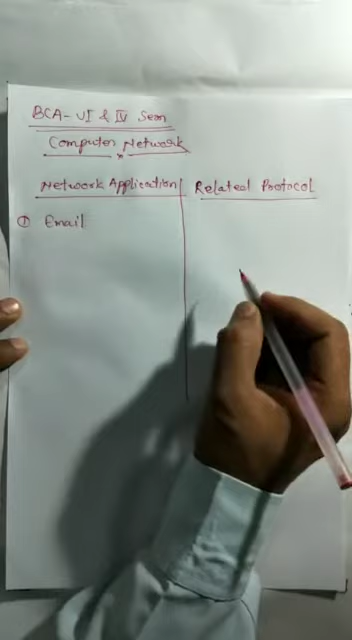 BCA- VI & IV Sem
Computer Network
Network Application Related Protocol
① Email